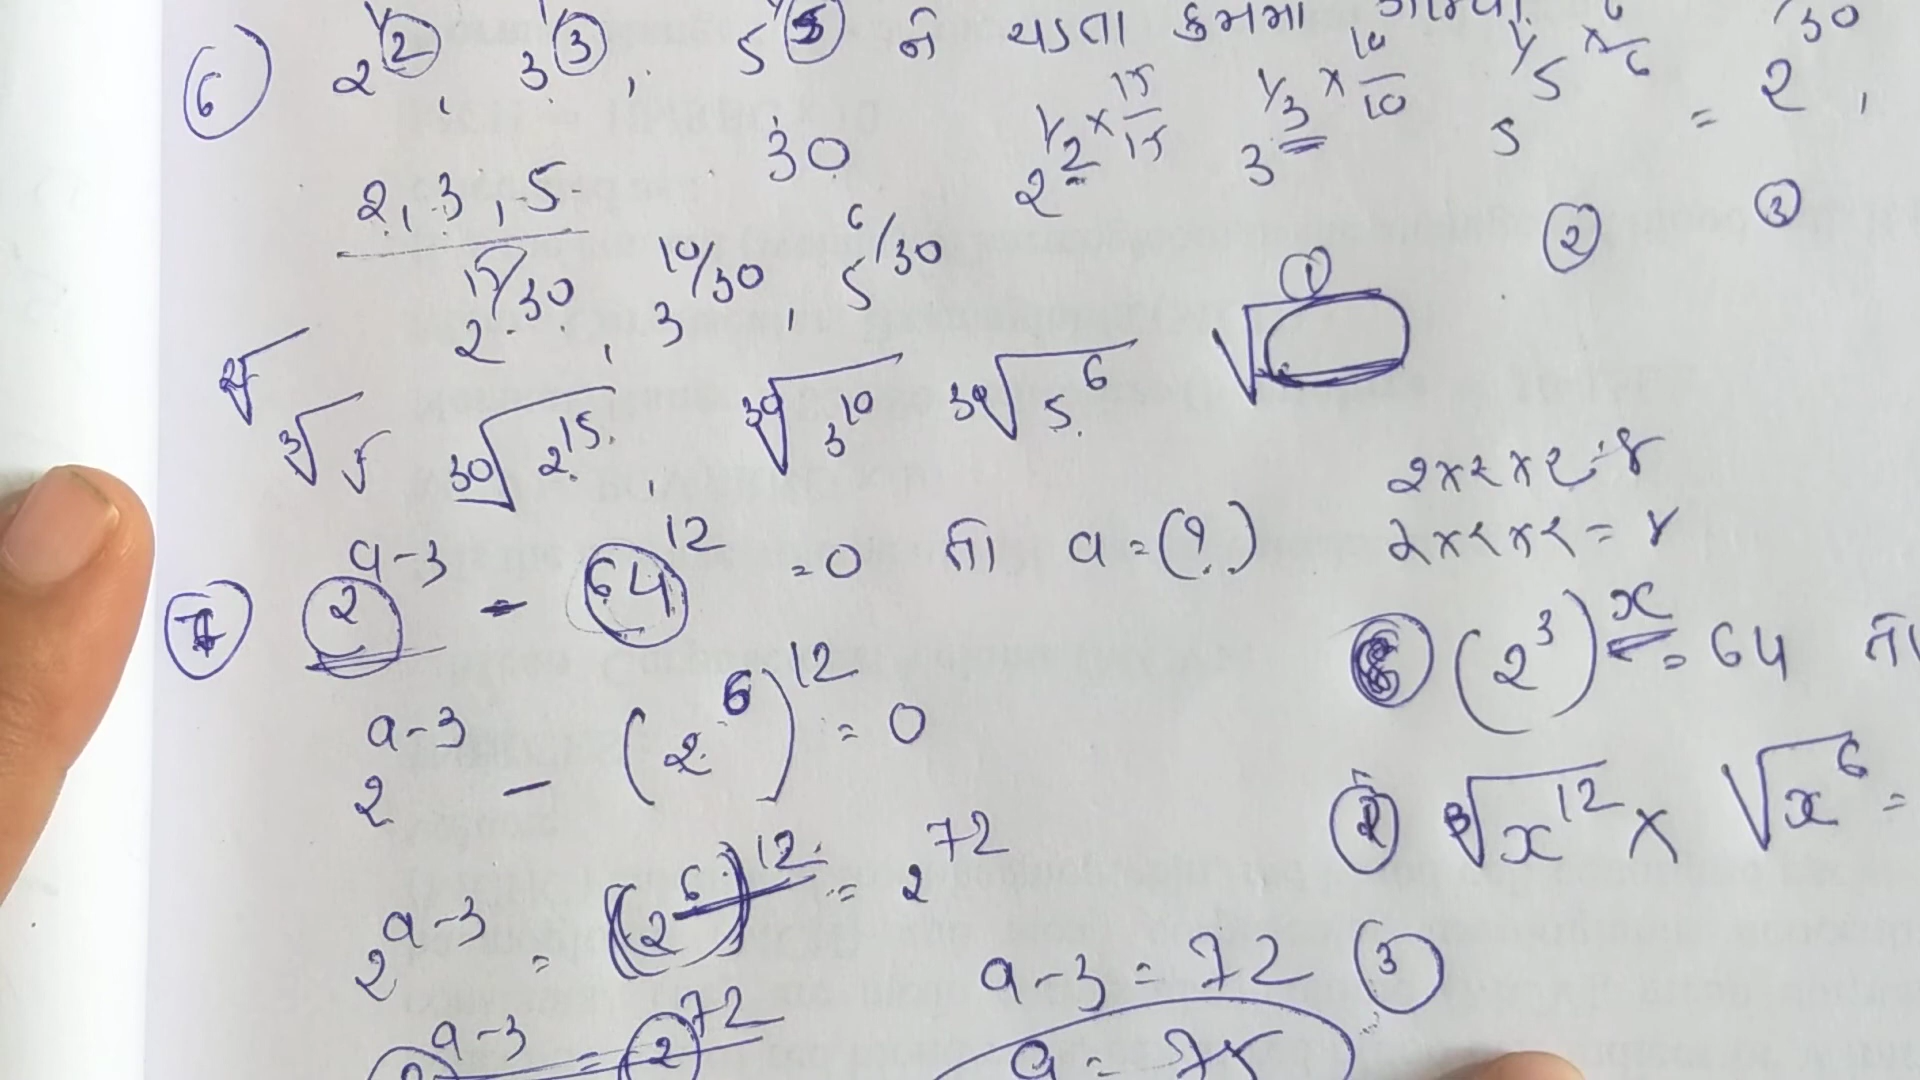 6) 2^1/2, 3^1/3, 5^1/5 ને ચડતા ક્રમમાં
2, 3, 5 30 2^1/2×15/15 3^1/3×10/10 5^1/5×6/6 = 2 /30,
2^15/30, 3^10/30, 5^6/30
① ② ③
30√2^15, 30√3^10 30√5^6
2×2×2=8
2×2×2=8
7 2^a-3 - 64^12 =0 તો a=(?)
2^a-3 - (2^6)^12 = 0
8 (2^3)^x = 64 તો
2^a-3 = (2^6)^12 = 2^72
3√x^12 × √x^6 =
2^a-3 = 2^72
a-3=72 ③
a = 75